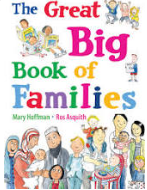 The Great
Big
Book of
Families
Mary Hoffman • Ros Asquith